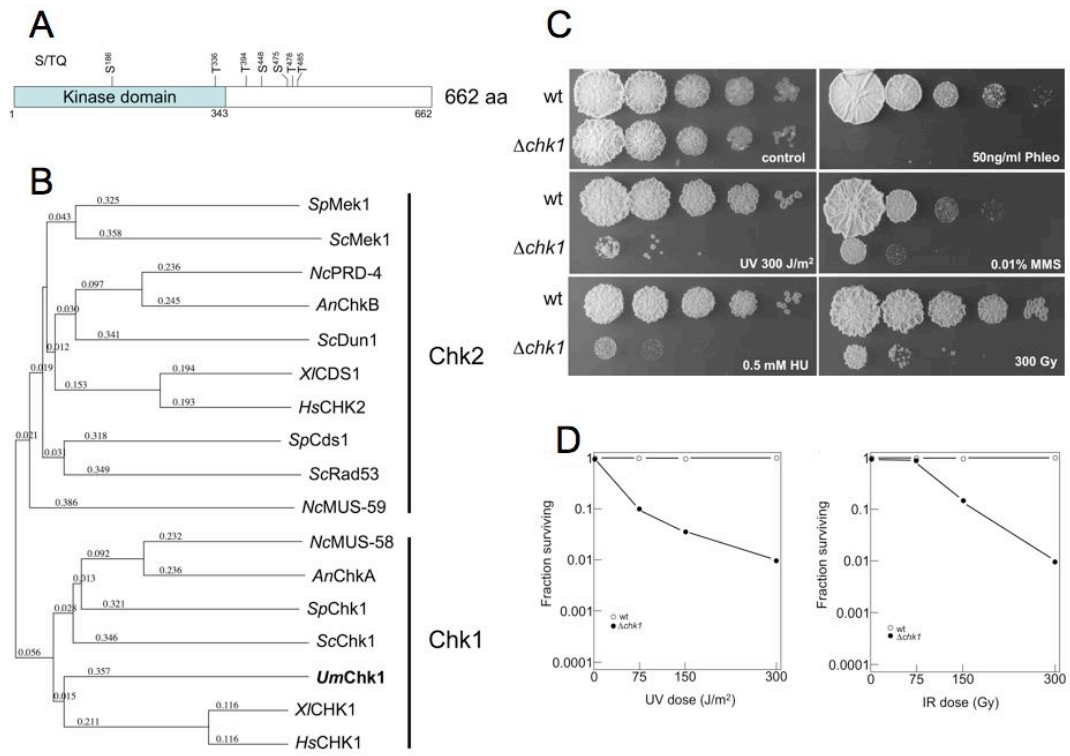 A
S/TQ S186 T336 T394 S448 S475 T478 T485
Kinase domain 662 aa
1 343 662
B
0.325 SpMek1
0.043
0.358 ScMek1
0.236 NcPRD-4
0.097
0.245 AnChkB
0.030
0.341 ScDun1
0.012
0.194 XlCDS1
0.019
0.153
0.193 HsCHK2
0.318 SpCds1
0.021
0.031
0.349 ScRad53
0.386 NcMUS-59
Chk2
0.232 NcMUS-58
0.092
0.236 AnChkA
0.013
0.321 SpChk1
0.028
0.346 ScChk1
0.056
0.357 UmChk1
0.015
0.116 XlCHK1
0.211
0.116 HsCHK1
Chk1
C
wt
Δchk1
control
50ng/ml Phleo
wt
Δchk1
UV 300 J/m²
0.01% MMS
wt
Δchk1
0.5 mM HU
300 Gy
D
Fraction surviving
1
0.1
0.01
0.001
0.0001
○ wt
● Δchk1
0 75 150 300
UV dose (J/m²)
Fraction surviving
1
0.1
0.01
0.001
0.0001
○ wt
● Δchk1
0 75 150 300
IR dose (Gy)